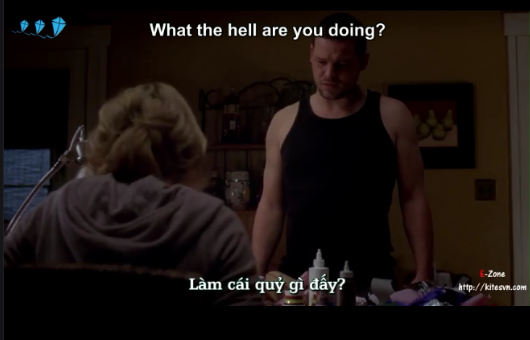 What the hell are you doing?
Làm cái quỷ gì đấy?
E-Zone
http://kitesvn.com